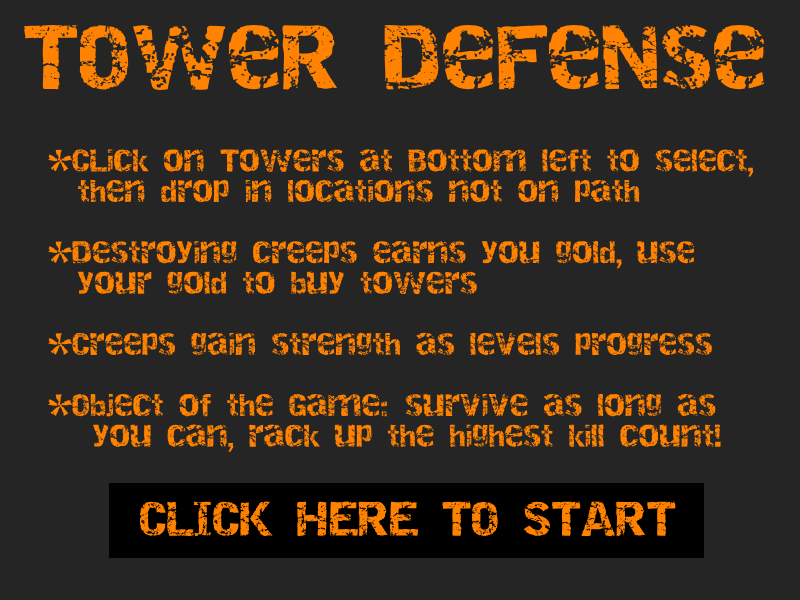 Tower Defense
*Click on Towers at Bottom left to select,
then drop in locations not on path
*Destroying creeps earns you gold, use
your gold to buy towers
*Creeps gain strength as levels progress
*Object of the Game: survive as long as
you can, rack up the highest kill count!
CLICK HERE TO START